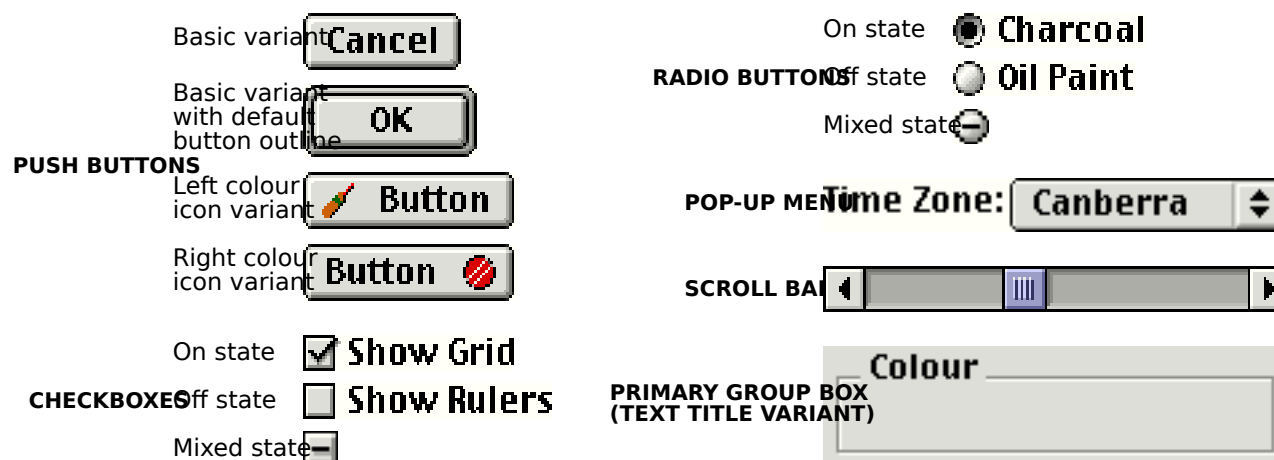 Basic variant
Cancel
Basic variant
with default
button outline
OK
PUSH BUTTONS
Left colour
icon variant
Button
Right colour
icon variant
Button
On state
Show Grid
CHECKBOXES
Off state
Show Rulers
Mixed state
On state
Charcoal
RADIO BUTTONS
Off state
Oil Paint
Mixed state
POP-UP MENU
Time Zone:
Canberra
SCROLL BAR
Colour
PRIMARY GROUP BOX
(TEXT TITLE VARIANT)